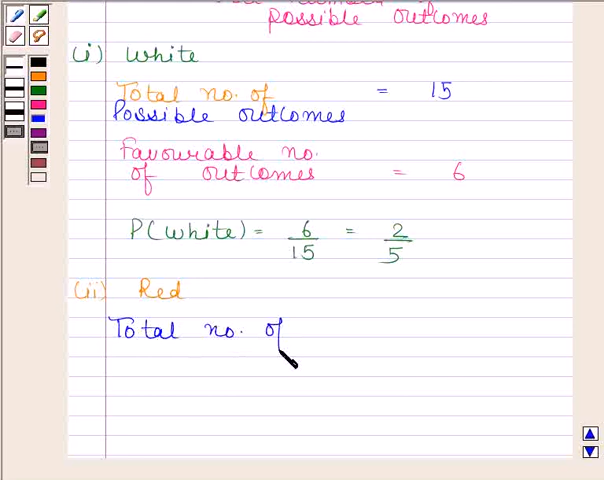 possible outcomes
(i) White
Total no. of = 15
Possible outcomes
Favourable no.
of outcomes = 6
P(White) = 6/15 = 2/5
(ii) Red
Total no. of